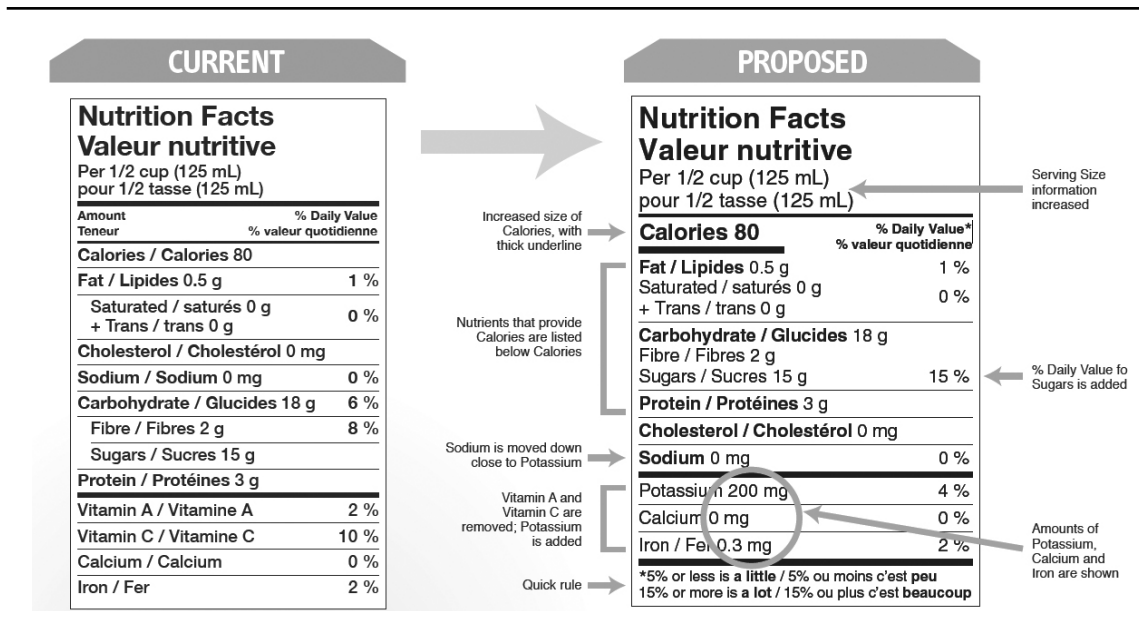 CURRENT
Nutrition Facts
Valeur nutritive
Per 1/2 cup (125 mL)
pour 1/2 tasse (125 mL)
Amount % Daily Value
Teneur % valeur quotidienne
Calories / Calories 80
Fat / Lipides 0.5 g 1 %
Saturated / saturés 0 g
+ Trans / trans 0 g 0 %
Cholesterol / Cholestérol 0 mg
Sodium / Sodium 0 mg 0 %
Carbohydrate / Glucides 18 g 6 %
Fibre / Fibres 2 g 8 %
Sugars / Sucres 15 g
Protein / Protéines 3 g
Vitamin A / Vitamine A 2 %
Vitamin C / Vitamine C 10 %
Calcium / Calcium 0 %
Iron / Fer 2 %
Increased size of
Calories, with
thick underline
Nutrients that provide
Calories are listed
below Calories
Sodium is moved down
close to Potassium
Vitamin A and
Vitamin C are
removed; Potassium
is added
Quick rule
PROPOSED
Nutrition Facts
Valeur nutritive
Per 1/2 cup (125 mL)
pour 1/2 tasse (125 mL)
Calories 80 % Daily Value*
% valeur quotidienne
Fat / Lipides 0.5 g 1 %
Saturated / saturés 0 g
+ Trans / trans 0 g 0 %
Carbohydrate / Glucides 18 g
Fibre / Fibres 2 g
Sugars / Sucres 15 g 15 %
Protein / Protéines 3 g
Cholesterol / Cholestérol 0 mg
Sodium 0 mg 0 %
Potassium 200 mg 4 %
Calcium 0 mg 0 %
Iron / Fer 0.3 mg 2 %
*5% or less is a little / 5% ou moins c'est peu
15% or more is a lot / 15% ou plus c'est beaucoup
Serving Size
information
increased
% Daily Value fo
Sugars is added
Amounts of
Potassium,
Calcium and
Iron are shown